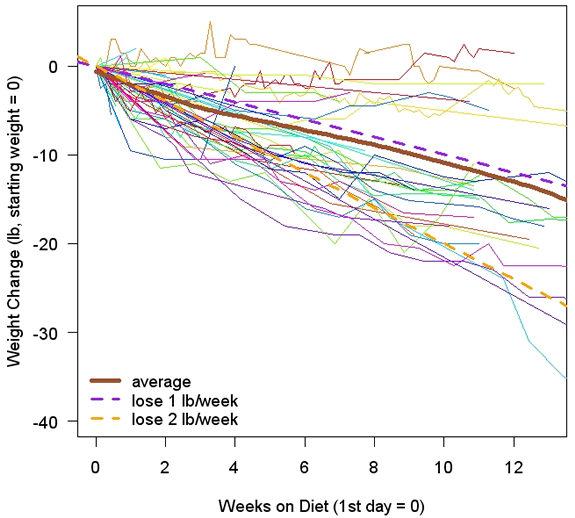 Weight Change (lb, starting weight = 0)
0
-10
-20
-30
-40
average
lose 1 lb/week
lose 2 lb/week
0 2 4 6 8 10 12
Weeks on Diet (1st day = 0)